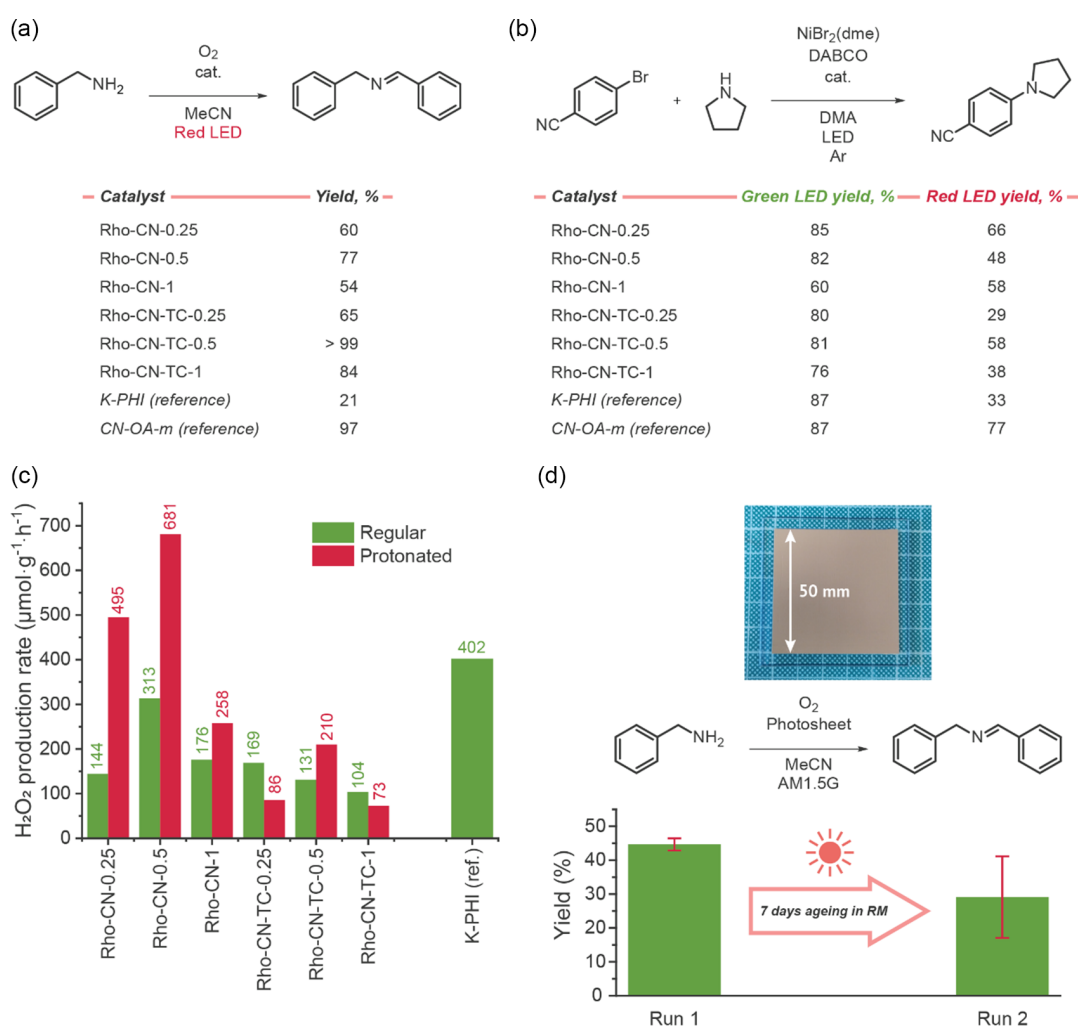 (a)
O₂
cat.
NH₂
MeCN
Red LED
N
Catalyst Yield, %
Rho-CN-0.25 60
Rho-CN-0.5 77
Rho-CN-1 54
Rho-CN-TC-0.25 65
Rho-CN-TC-0.5 > 99
Rho-CN-TC-1 84
K-PHI (reference) 21
CN-OA-m (reference) 97
(b)
NiBr₂(dme)
DABCO
cat.
Br
NC
+
H
N
DMA
LED
Ar
N
NC
Catalyst Green LED yield, % Red LED yield, %
Rho-CN-0.25 85 66
Rho-CN-0.5 82 48
Rho-CN-1 60 58
Rho-CN-TC-0.25 80 29
Rho-CN-TC-0.5 81 58
Rho-CN-TC-1 76 38
K-PHI (reference) 87 33
CN-OA-m (reference) 87 77
(c)
H₂O₂ production rate (μmol·g⁻¹·h⁻¹)
700
600
500
400
300
200
100
0
Regular
Protonated
144
495
313
681
176
258
169
86
131
210
104
73
402
Rho-CN-0.25
Rho-CN-0.5
Rho-CN-1
Rho-CN-TC-0.25
Rho-CN-TC-0.5
Rho-CN-TC-1
K-PHI (ref.)
(d)
50 mm
O₂
Photosheet
NH₂
MeCN
AM1.5G
N
Yield (%)
50
40
30
20
10
0
7 days ageing in RM
Run 1
Run 2